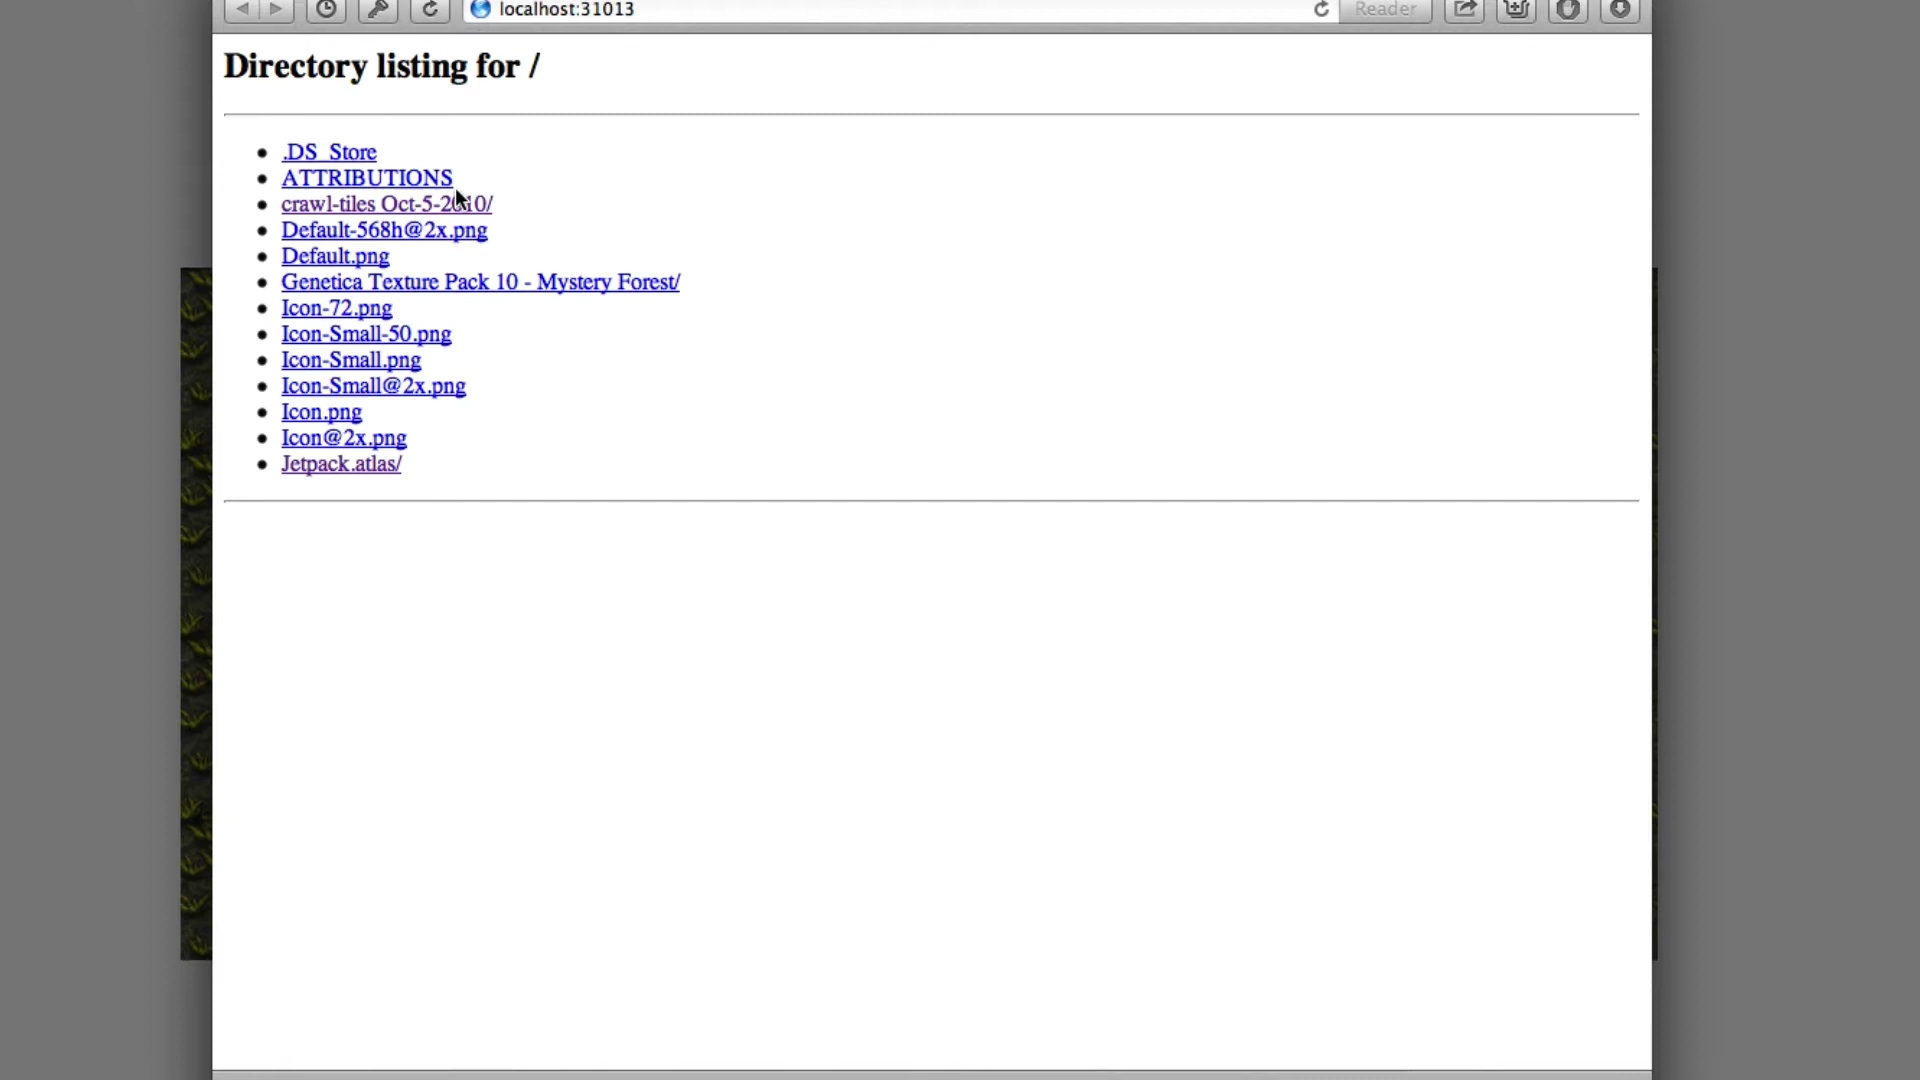 localhost:31013
Reader
Directory listing for /
.DS_Store
ATTRIBUTIONS
crawl-tiles Oct-5-2010/
Default-568h@2x.png
Default.png
Genetica Texture Pack 10 - Mystery Forest/
Icon-72.png
Icon-Small-50.png
Icon-Small.png
Icon-Small@2x.png
Icon.png
Icon@2x.png
Jetpack.atlas/